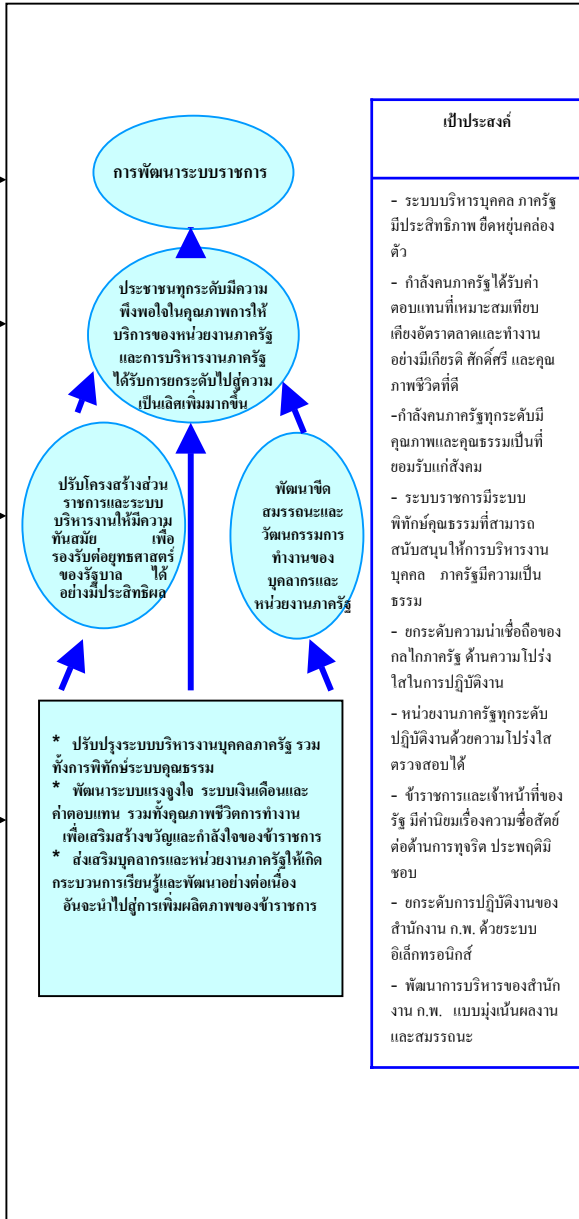 การพัฒนาระบบราชการ
ประชาชนทุกระดับมีความ
พึงพอใจในคุณภาพการให้
บริการของหน่วยงานภาครัฐ
และการบริหารงานภาครัฐ
ได้รับการยกระดับไปสู่ความ
เป็นเลิศเพิ่มมากขึ้น
ปรับโครงสร้างส่วน
ราชการและระบบ
บริหารงานให้มีความ
ทันสมัย เพื่อ
รองรับต่อยุทธศาสตร์
ของรัฐบาล ได้
อย่างมีประสิทธิผล
พัฒนาขีด
สมรรถนะและ
วัฒนกรรมการ
ทำงานของ
บุคลากรและ
หน่วยงานภาครัฐ
* ปรับปรุงระบบบริหารงานบุคคลภาครัฐ รวม
ทั้งการพิทักษ์ระบบคุณธรรม
* พัฒนาระบบแรงจูงใจ ระบบเงินเดือนและ
ค่าตอบแทน รวมทั้งคุณภาพชีวิตการทำงาน
เพื่อเสริมสร้างขวัญและกำลังใจของข้าราชการ
* ส่งเสริมบุคลากรและหน่วยงานภาครัฐให้เกิด
กระบวนการเรียนรู้และพัฒนาอย่างต่อเนื่อง
อันจะนำไปสู่การเพิ่มผลิตภาพของข้าราชการ
เป้าประสงค์
- ระบบบริหารบุคคล ภาครัฐ
มีประสิทธิภาพ ยืดหยุ่นคล่อง
ตัว
- กำลังคนภาครัฐได้รับค่า
ตอบแทนที่เหมาะสมเทียบ
เคียงอัตราตลาดและทำงาน
อย่างมีเกียรติ ศักดิ์ศรี และคุณ
ภาพชีวิตที่ดี
-กำลังคนภาครัฐทุกระดับมี
คุณภาพและคุณธรรมเป็นที่
ยอมรับแก่สังคม
- ระบบราชการมีระบบ
พิทักษ์คุณธรรมที่สามารถ
สนับสนุนให้การบริหารงาน
บุคคล ภาครัฐมีความเป็น
ธรรม
- ยกระดับความน่าเชื่อถือของ
กลไกภาครัฐ ด้านความโปร่ง
ใสในการปฏิบัติงาน
- หน่วยงานภาครัฐทุกระดับ
ปฏิบัติงานด้วยความโปร่งใส
ตรวจสอบได้
- ข้าราชการและเจ้าหน้าที่ของ
รัฐ มีค่านิยมเรื่องความซื่อสัตย์
ต่อต้านการทุจริต ประพฤติมิ
ชอบ
- ยกระดับการปฏิบัติงานของ
สำนักงาน ก.พ. ด้วยระบบ
อิเล็กทรอนิกส์
- พัฒนาการบริหารของสำนัก
งาน ก.พ. แบบมุ่งเน้นผลงาน
และสมรรถนะ